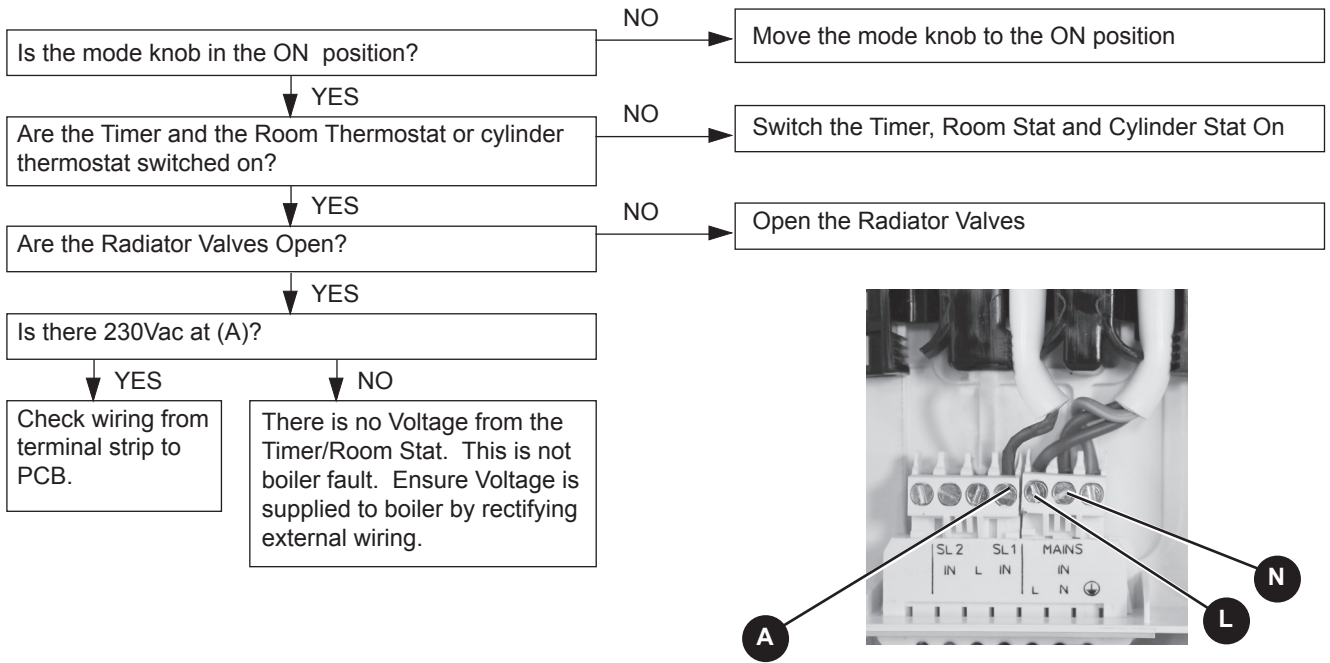 NO
Is the mode knob in the ON position?
Move the mode knob to the ON position
YES
NO
Are the Timer and the Room Thermostat or cylinder
thermostat switched on?
Switch the Timer, Room Stat and Cylinder Stat On
YES
NO
Are the Radiator Valves Open?
Open the Radiator Valves
YES
Is there 230Vac at (A)?
YES
NO
Check wiring from
terminal strip to
PCB.
There is no Voltage from the
Timer/Room Stat. This is not
boiler fault. Ensure Voltage is
supplied to boiler by rectifying
external wiring.
SL 2 SL 1 MAINS
IN L IN IN
L N
N
L
A